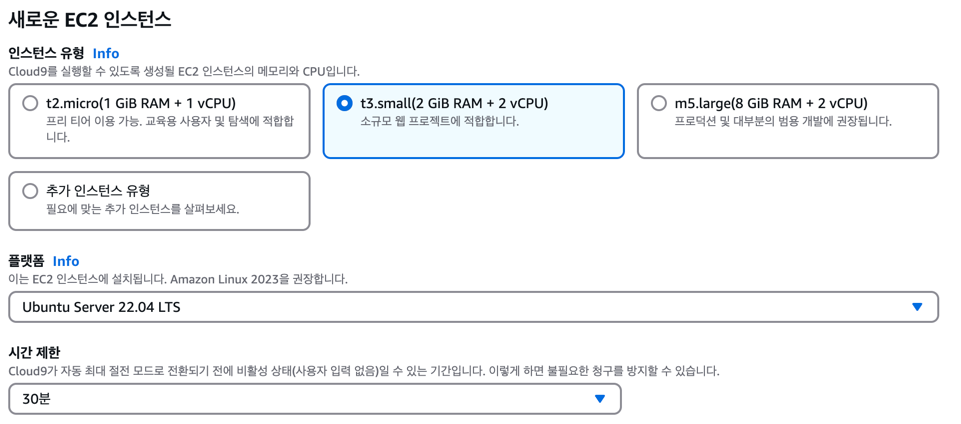 새로운 EC2 인스턴스
인스턴스 유형 Info
Cloud9를 실행할 수 있도록 생성될 EC2 인스턴스의 메모리와 CPU입니다.
t2.micro(1 GiB RAM + 1 vCPU)
프리 티어 이용 가능. 교육용 사용자 및 탐색에 적합합
니다.
t3.small(2 GiB RAM + 2 vCPU)
소규모 웹 프로젝트에 적합합니다.
m5.large(8 GiB RAM + 2 vCPU)
프로덕션 및 대부분의 범용 개발에 권장됩니다.
추가 인스턴스 유형
필요에 맞는 추가 인스턴스를 살펴보세요.
플랫폼 Info
이는 EC2 인스턴스에 설치됩니다. Amazon Linux 2023을 권장합니다.
Ubuntu Server 22.04 LTS
시간 제한
Cloud9가 자동 최대 절전 모드로 전환되기 전에 비활성 상태(사용자 입력 없음)일 수 있는 기간입니다. 이렇게 하면 불필요한 청구를 방지할 수 있습니다.
30분